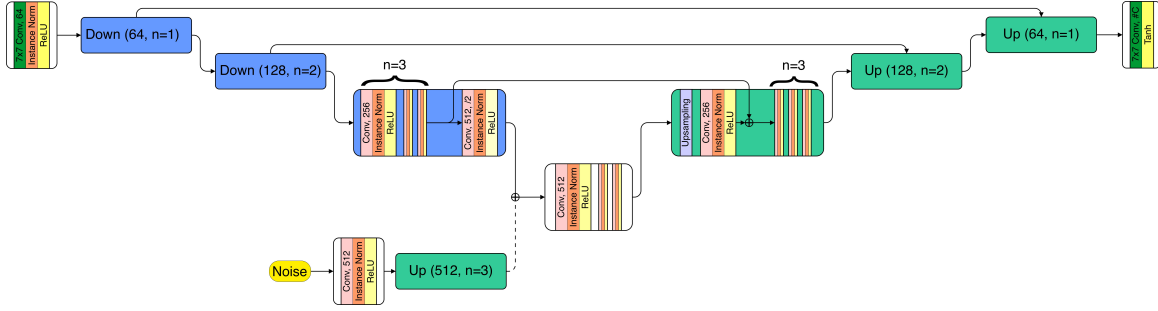 7x7 Conv, 64
Instance Norm
ReLU
Down (64, n=1)
Down (128, n=2)
n=3
Conv, 256
Instance Norm
ReLU
Conv, 512, /2
Instance Norm
ReLU
Noise
Conv, 512
Instance Norm
ReLU
Up (512, n=3)
Conv, 512
Instance Norm
ReLU
Upsampling
Conv, 256
Instance Norm
ReLU
n=3
Up (128, n=2)
Up (64, n=1)
7x7 Conv, #C
Tanh